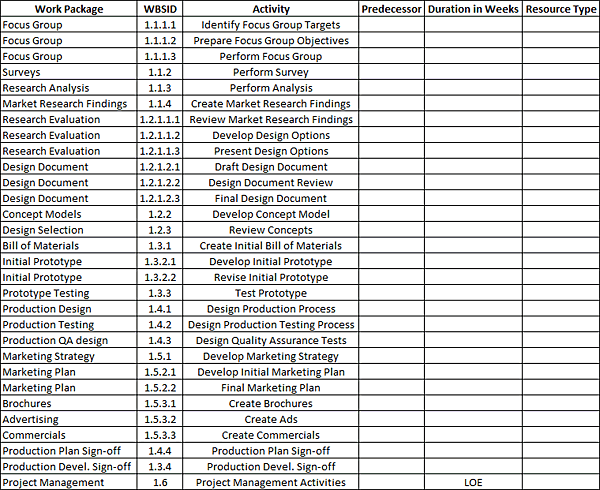 Work Package WBSID Activity Predecessor Duration in Weeks Resource Type
Focus Group 1.1.1.1 Identify Focus Group Targets
Focus Group 1.1.1.2 Prepare Focus Group Objectives
Focus Group 1.1.1.3 Perform Focus Group
Surveys 1.1.2 Perform Survey
Research Analysis 1.1.3 Perform Analysis
Market Research Findings 1.1.4 Create Market Research Findings
Research Evaluation 1.2.1.1.1 Review Market Research Findings
Research Evaluation 1.2.1.1.2 Develop Design Options
Research Evaluation 1.2.1.1.3 Present Design Options
Design Document 1.2.1.2.1 Draft Design Document
Design Document 1.2.1.2.2 Design Document Review
Design Document 1.2.1.2.3 Final Design Document
Concept Models 1.2.2 Develop Concept Model
Design Selection 1.2.3 Review Concepts
Bill of Materials 1.3.1 Create Initial Bill of Materials
Initial Prototype 1.3.2.1 Develop Initial Prototype
Initial Prototype 1.3.2.2 Revise Initial Prototype
Prototype Testing 1.3.3 Test Prototype
Production Design 1.4.1 Design Production Process
Production Testing 1.4.2 Design Production Testing Process
Production QA design 1.4.3 Design Quality Assurance Tests
Marketing Strategy 1.5.1 Develop Marketing Strategy
Marketing Plan 1.5.2.1 Develop Initial Marketing Plan
Marketing Plan 1.5.2.2 Final Marketing Plan
Brochures 1.5.3.1 Create Brochures
Advertising 1.5.3.2 Create Ads
Commercials 1.5.3.3 Create Commercials
Production Plan Sign-off 1.4.4 Production Plan Sign-off
Production Devel. Sign-off 1.3.4 Production Devel. Sign-off
Project Management 1.6 Project Management Activities LOE